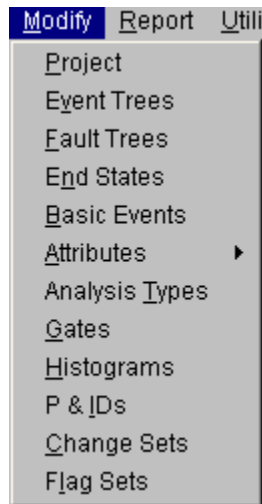 Modify Report Utili
Project
Event Trees
Fault Trees
End States
Basic Events
Attributes
Analysis Types
Gates
Histograms
P & IDs
Change Sets
Flag Sets